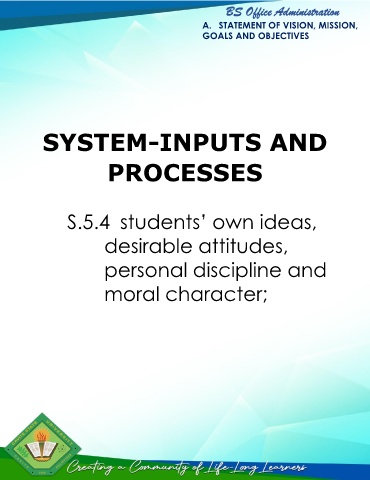 BS Office Administration
A. STATEMENT OF VISION, MISSION,
GOALS AND OBJECTIVES
SYSTEM-INPUTS AND
PROCESSES
S.5.4 students’ own ideas,
desirable attitudes,
personal discipline and
moral character;
Creating a Community of Life-Long Learners